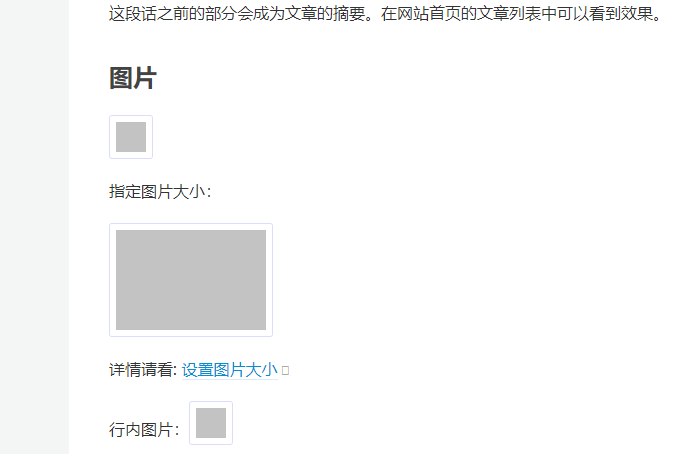 这段话之前的部分会成为文章的摘要。在网站首页的文章列表中可以看到效果。
图片
指定图片大小：
详情请看: 设置图片大小
行内图片：